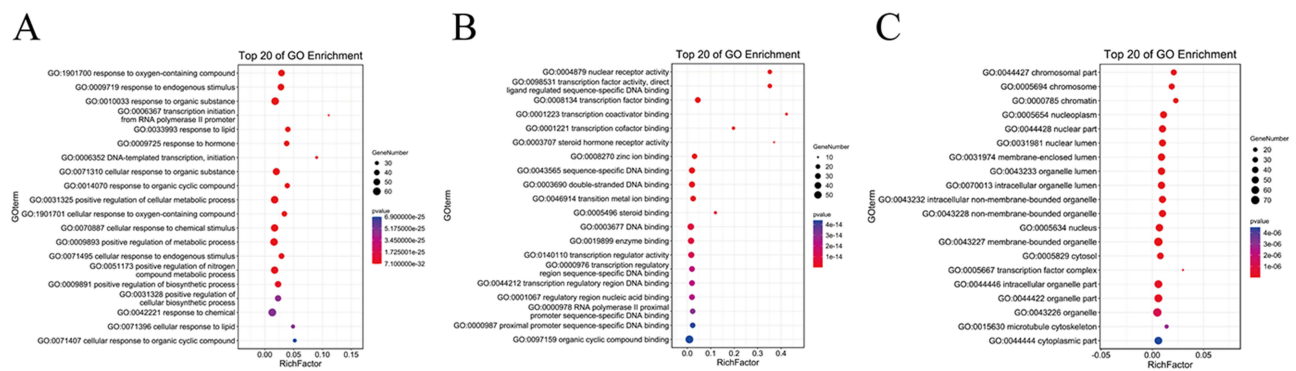 A
Top 20 of GO Enrichment
GO:1901700 response to oxygen-containing compound
GO:0009719 response to endogenous stimulus
GO:0010033 response to organic substance
GO:0006367 transcription initiation
from RNA polymerase II promoter
GO:0033993 response to lipid
GO:0009725 response to hormone
GO:0006352 DNA-templated transcription, initiation
GO:0071310 cellular response to organic substance
GO:0014070 response to organic cyclic compound
GO:0031325 positive regulation of cellular metabolic process
GO:1901701 cellular response to oxygen-containing compound
GO:0070887 cellular response to chemical stimulus
GO:0009893 positive regulation of metabolic process
GO:0071495 cellular response to endogenous stimulus
GO:0051173 positive regulation of nitrogen
compound metabolic process
GO:0009891 positive regulation of biosynthetic process
GO:0031328 positive regulation of
cellular biosynthetic process
GO:0042221 response to chemical
GO:0071396 cellular response to lipid
GO:0071407 cellular response to organic cyclic compound
GOterm
0.00 0.05 0.10 0.15
RichFactor
GeneNumber
30
40
50
60
pvalue
6.900000e-25
5.175000e-25
3.450000e-25
1.725001e-25
7.100000e-32
B
Top 20 of GO Enrichment
GO:0004879 nuclear receptor activity
GO:0098531 transcription factor activity, direct
ligand regulated sequence-specific DNA binding
GO:0008134 transcription factor binding
GO:0001223 transcription coactivator binding
GO:0001221 transcription cofactor binding
GO:0003707 steroid hormone receptor activity
GO:0008270 zinc ion binding
GO:0043565 sequence-specific DNA binding
GO:0003690 double-stranded DNA binding
GO:0046914 transition metal ion binding
GO:0005496 steroid binding
GO:0003677 DNA binding
GO:0019899 enzyme binding
GO:0140110 transcription regulator activity
GO:0000976 transcription regulatory
region sequence-specific DNA binding
GO:0044212 transcription regulatory region DNA binding
GO:0001067 regulatory region nucleic acid binding
GO:0000978 RNA polymerase II proximal
promoter sequence-specific DNA binding
GO:0000987 proximal promoter sequence-specific DNA binding
GO:0097159 organic cyclic compound binding
GOterm
0.0 0.1 0.2 0.3 0.4
RichFactor
GeneNumber
10
20
30
40
50
pvalue
4e-14
3e-14
2e-14
1e-14
C
Top 20 of GO Enrichment
GO:0044427 chromosomal part
GO:0005694 chromosome
GO:0000785 chromatin
GO:0005654 nucleoplasm
GO:0044428 nuclear part
GO:0031981 nuclear lumen
GO:0031974 membrane-enclosed lumen
GO:0043233 organelle lumen
GO:0070013 intracellular organelle lumen
GO:0043232 intracellular non-membrane-bounded organelle
GO:0043228 non-membrane-bounded organelle
GO:0005634 nucleus
GO:0043227 membrane-bounded organelle
GO:0005829 cytosol
GO:0005667 transcription factor complex
GO:0044446 intracellular organelle part
GO:0044422 organelle part
GO:0043226 organelle
GO:0015630 microtubule cytoskeleton
GO:0044444 cytoplasmic part
GOterm
-0.05 0.00 0.05
RichFactor
GeneNumber
20
30
40
50
60
70
pvalue
4e-06
3e-06
2e-06
1e-06